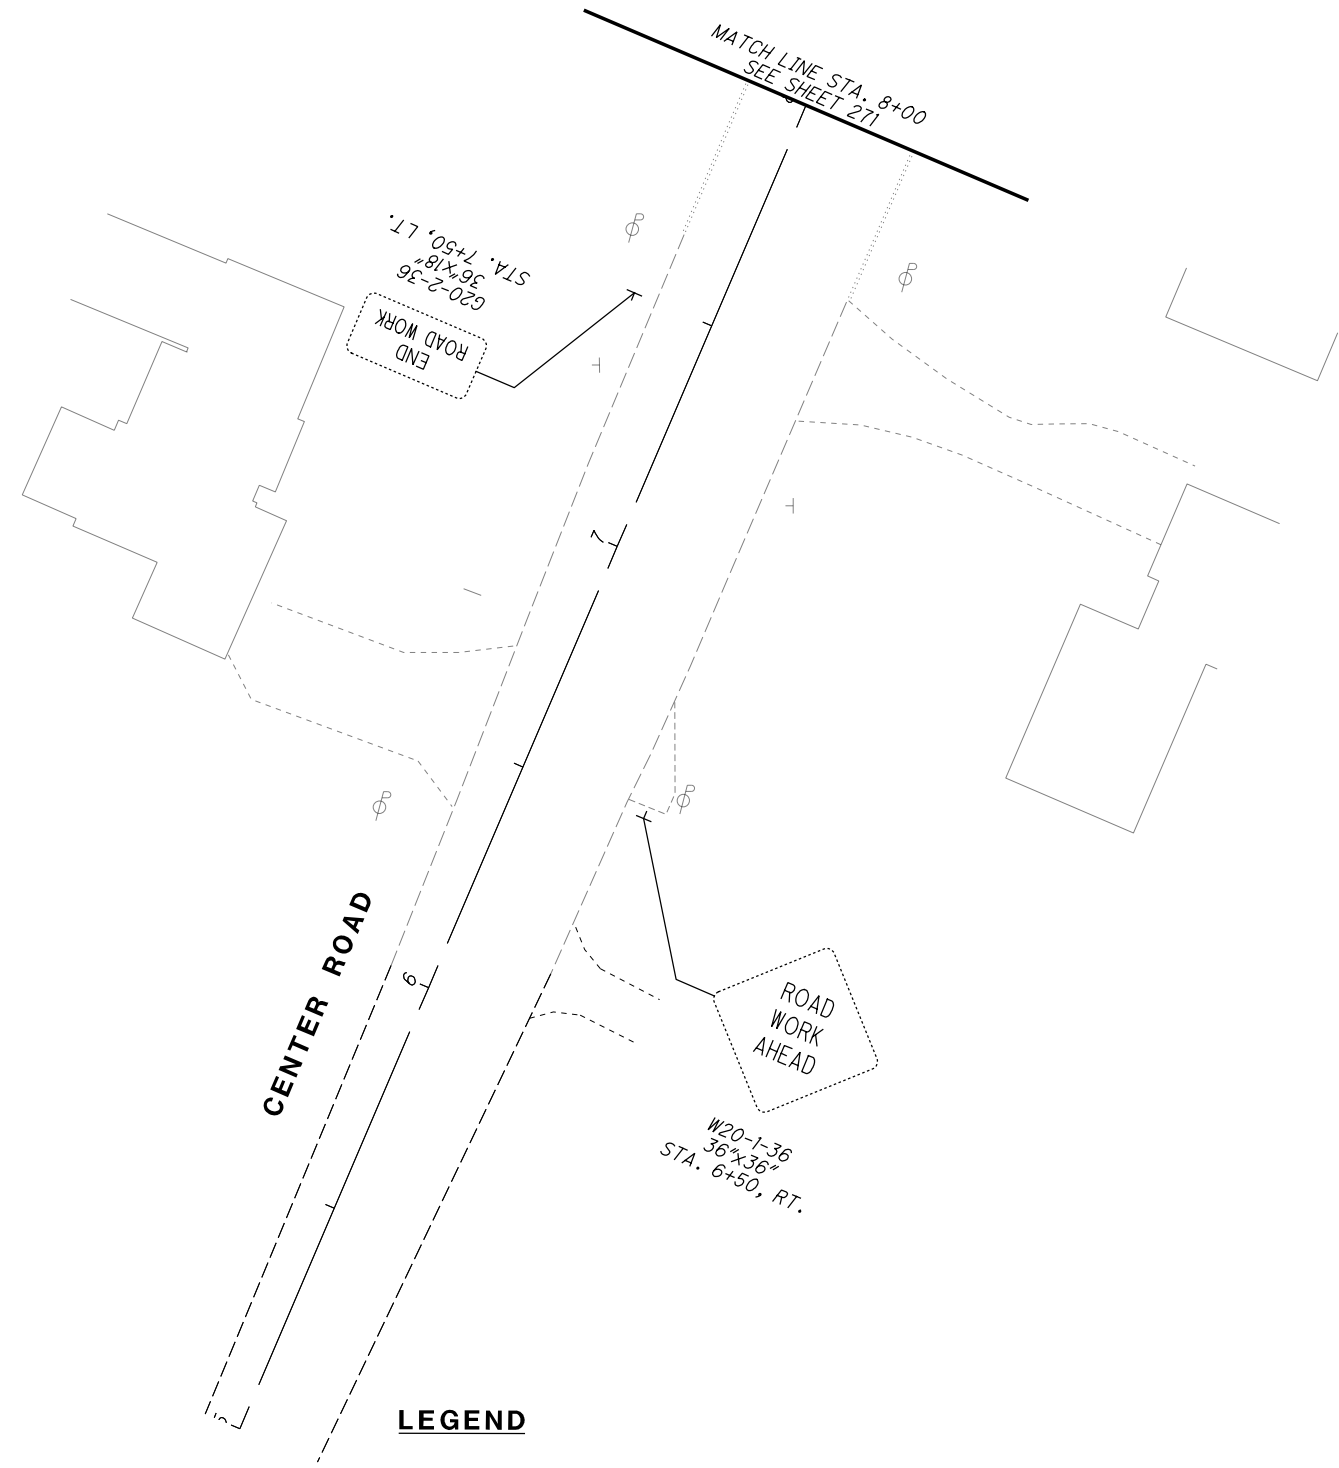 MATCH LINE STA. 8+00
SEE SHEET 271
G20-2-36
36"x18"
STA. 7+50, LT.
END
ROAD WORK
7
6
CENTER ROAD
ROAD
WORK
AHEAD
W20-1-36
36"x36"
STA. 6+50, RT.
LEGEND